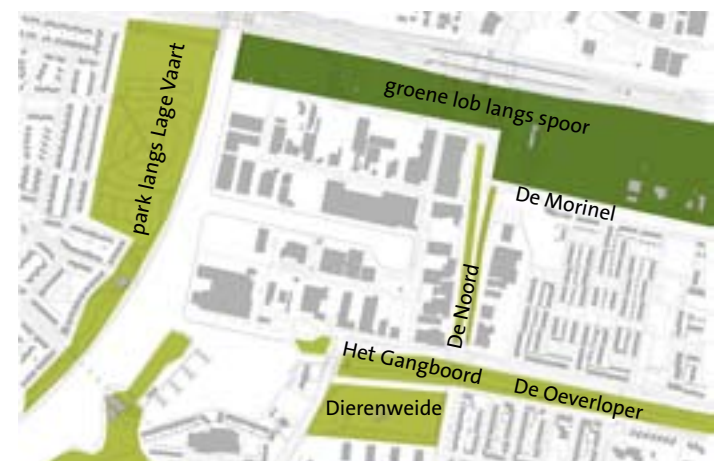 park langs Lage Vaart
groene lob langs spoor
De Morinel
De Noord
Het Gangboord
De Oeverloper
Dierenweide